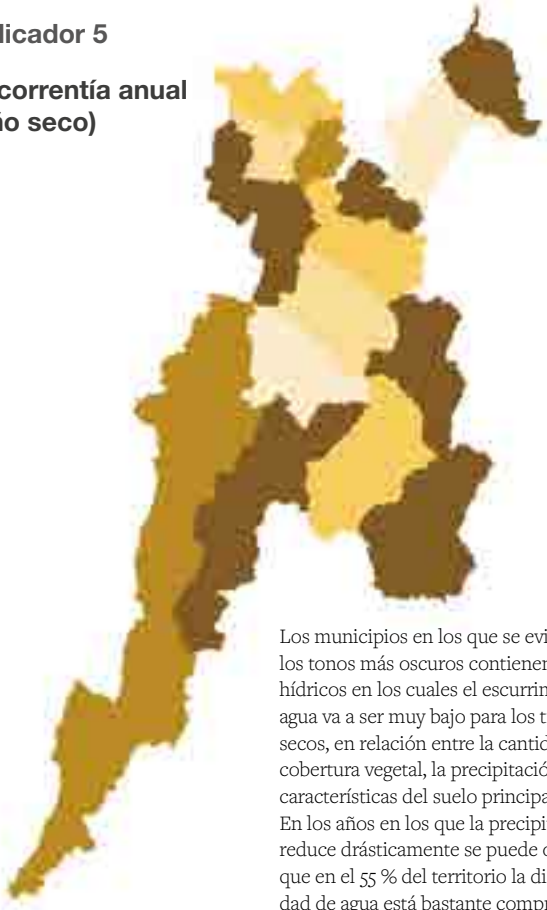 licador 5
correntía anual
ño seco)
Los municipios en los que se evi
los tonos más oscuros contienen
hídricos en los cuales el escurrim
agua va a ser muy bajo para los t
secos, en relación entre la cantid
cobertura vegetal, la precipitació
características del suelo principa
En los años en los que la precipit
reduce drásticamente se puede o
que en el 55 % del territorio la di
dad de agua está bastante compr